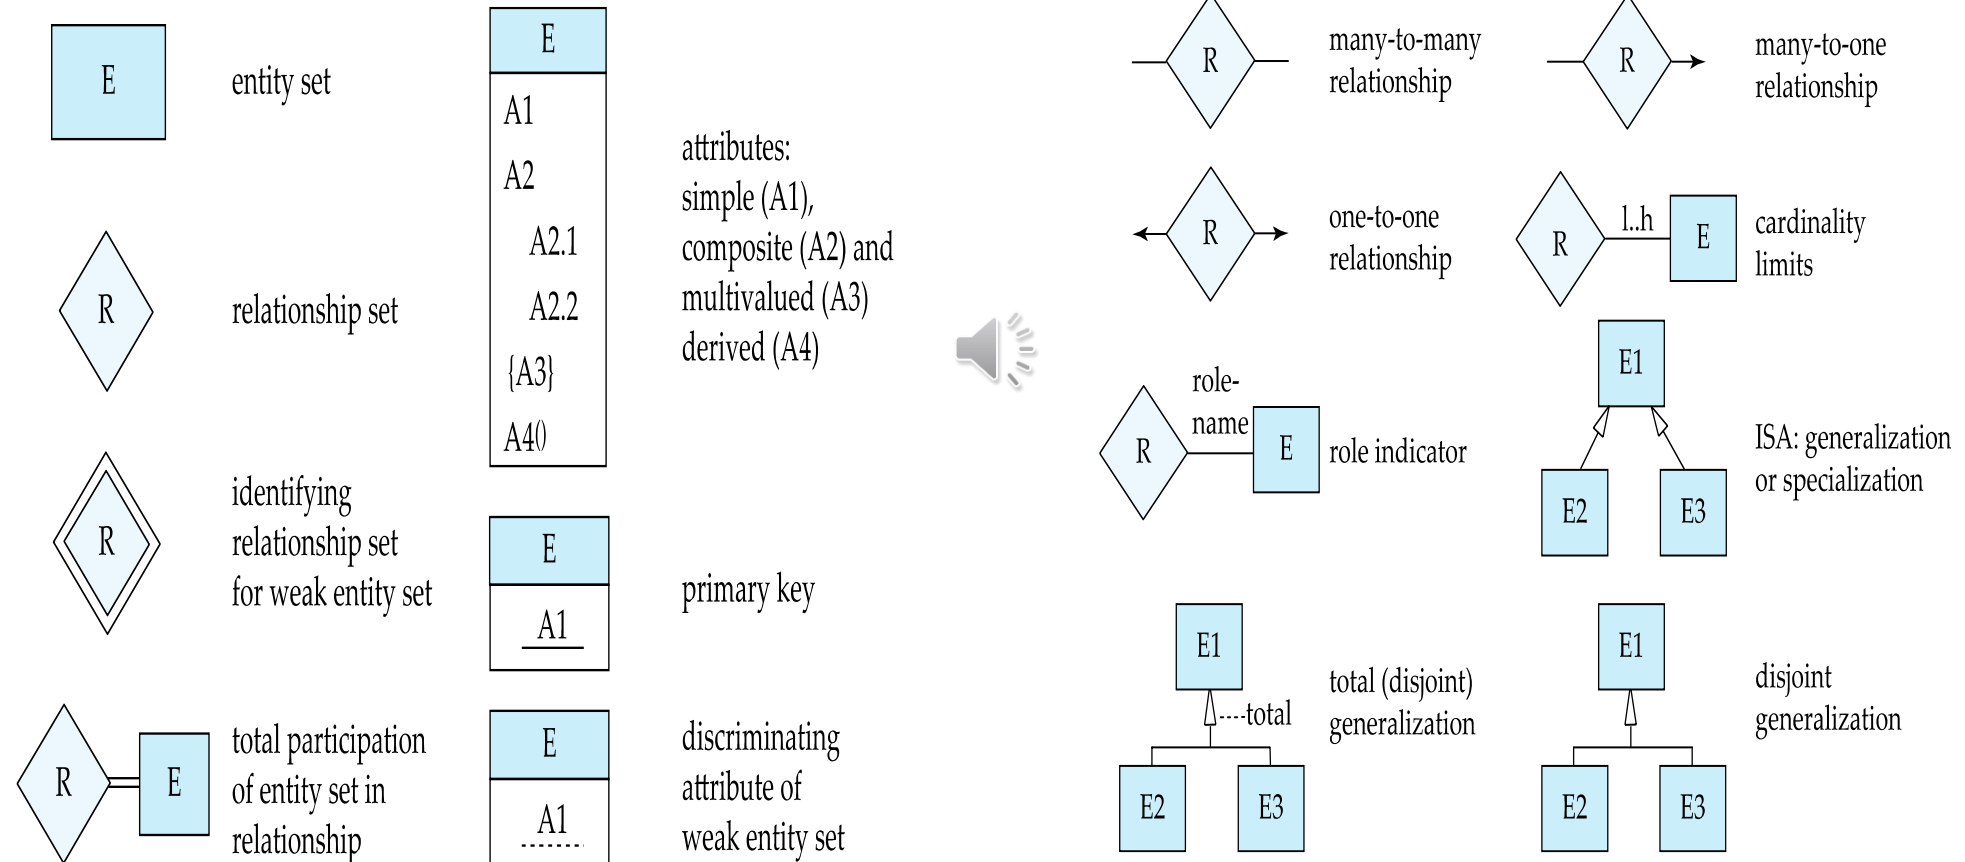 E
entity set
R
relationship set
R
identifying
relationship set
for weak entity set
R
E
total participation
of entity set in
relationship
E
A1
A2
A2.1
A2.2
{A3}
A4()
attributes:
simple (A1),
composite (A2) and
multivalued (A3)
derived (A4)
E
A1
primary key
E
A1
discriminating
attribute of
weak entity set
R
many-to-many
relationship
R
many-to-one
relationship
R
one-to-one
relationship
R
l..h
E
cardinality
limits
R
role-
name
E
role indicator
E1
E2
E3
ISA: generalization
or specialization
E1
total
E2
E3
total (disjoint)
generalization
E1
E2
E3
disjoint
generalization